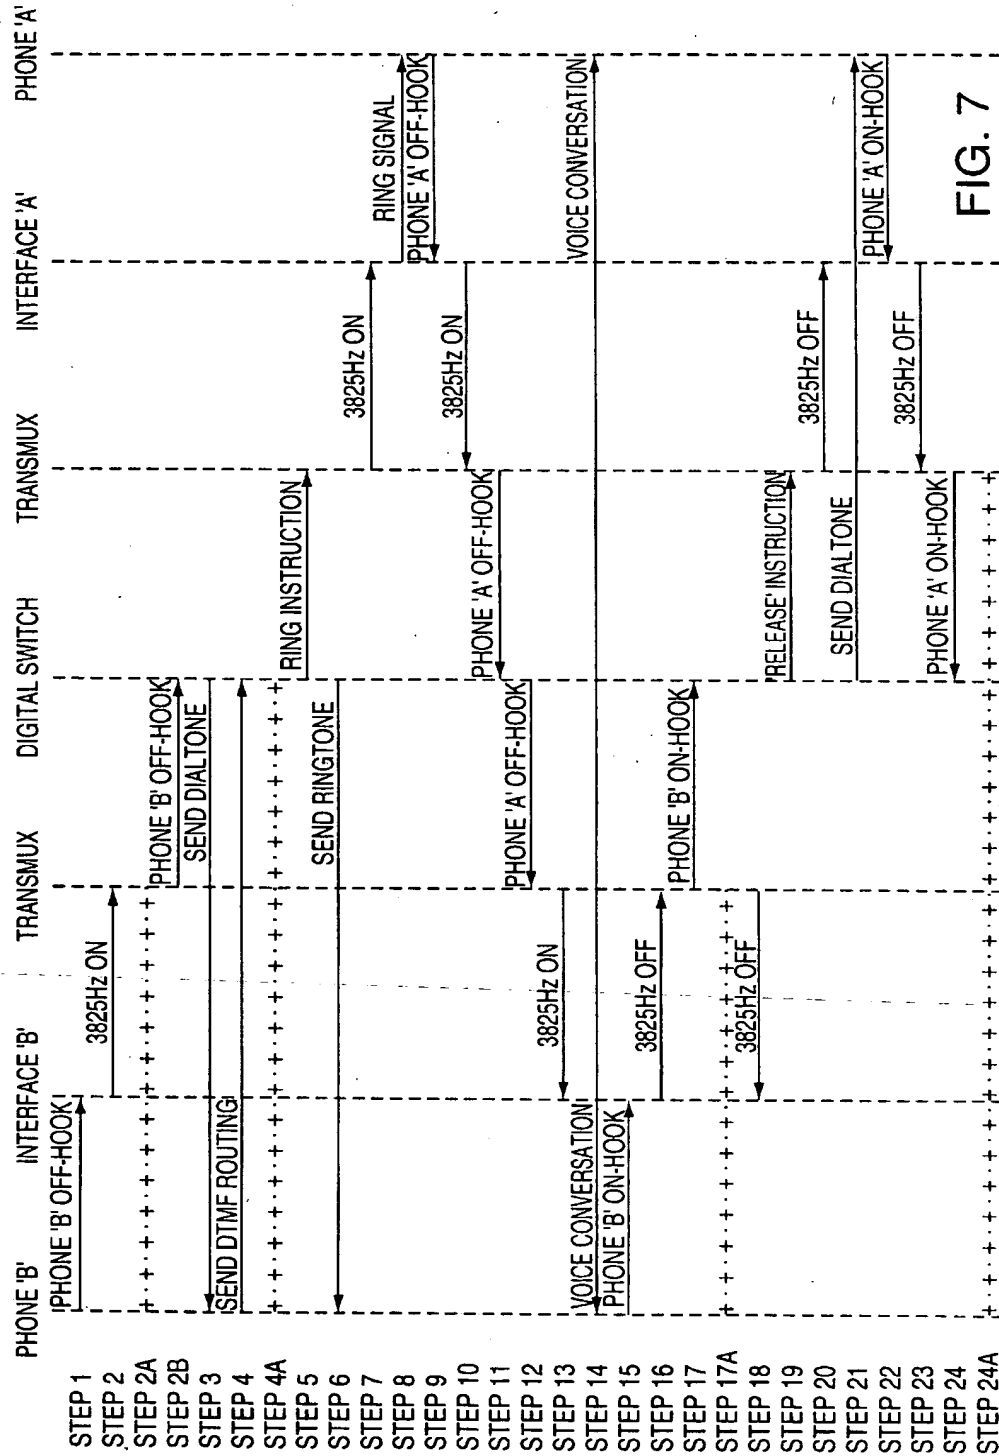 PHONE 'B'
INTERFACE 'B'
TRANSMUX
DIGITAL SWITCH
TRANSMUX
INTERFACE 'A'
PHONE 'A'
STEP 1
PHONE 'B' OFF-HOOK
STEP 2
3825Hz ON
STEP 2A
STEP 2B
PHONE 'B' OFF-HOOK
STEP 3
SEND DIALTONE
STEP 4
SEND DTMF ROUTING
STEP 4A
STEP 5
RING INSTRUCTION
STEP 6
SEND RINGTONE
STEP 7
3825Hz ON
STEP 8
RING SIGNAL
STEP 9
PHONE 'A' OFF-HOOK
STEP 10
3825Hz ON
STEP 11
PHONE 'A' OFF-HOOK
STEP 12
PHONE 'A' OFF-HOOK
STEP 13
3825Hz ON
STEP 14
VOICE CONVERSATION
VOICE CONVERSATION
STEP 15
PHONE 'B' ON-HOOK
STEP 16
3825Hz OFF
STEP 17
PHONE 'B' ON-HOOK
STEP 17A
STEP 18
3825Hz OFF
STEP 19
'RELEASE' INSTRUCTION
STEP 20
3825Hz OFF
STEP 21
SEND DIALTONE
STEP 22
PHONE 'A' ON-HOOK
STEP 23
3825Hz OFF
STEP 24
PHONE 'A' ON-HOOK
STEP 24A
FIG. 7